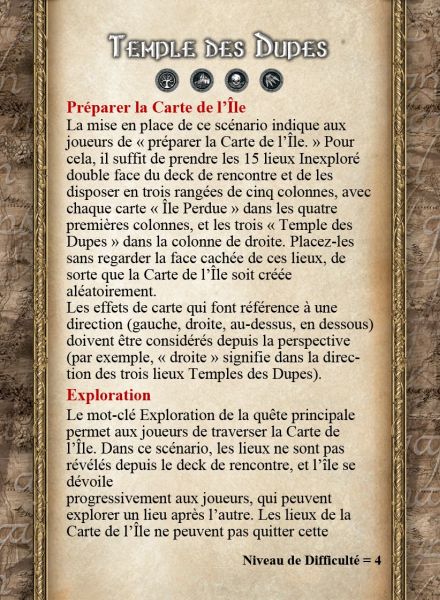 Temple des Dupes
Préparer la Carte de l'Île
La mise en place de ce scénario indique aux
joueurs de « préparer la Carte de l'Île. » Pour
cela, il suffit de prendre les 15 lieux Inexploré
double face du deck de rencontre et de les
disposer en trois rangées de cinq colonnes, avec
chaque carte « Île Perdue » dans les quatre
premières colonnes, et les trois « Temple des
Dupes » dans la colonne de droite. Placez-les
sans regarder la face cachée de ces lieux, de
sorte que la Carte de l'Île soit créée
aléatoirement.
Les effets de carte qui font référence à une
direction (gauche, droite, au-dessus, en dessous)
doivent être considérés depuis la perspective
(par exemple, « droite » signifie dans la direc-
tion des trois lieux Temples des Dupes).
Exploration
Le mot-clé Exploration de la quête principale
permet aux joueurs de traverser la Carte de
l'Île. Dans ce scénario, les lieux ne sont pas
révélés depuis le deck de rencontre, et l'île se
dévoile
progressivement aux joueurs, qui peuvent
explorer un lieu après l'autre. Les lieux de la
Carte de l'Île ne peuvent pas quitter cette
Niveau de Difficulté = 4